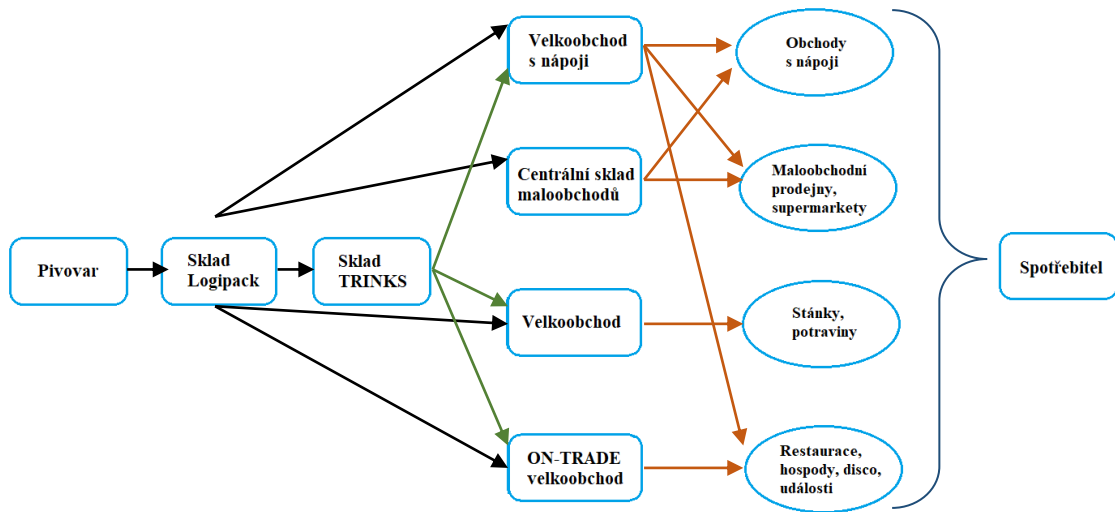 Pivovar
Sklad
Logipack
Sklad
TRINKS
Velkoobchod
s nápoji
Centrální sklad
maloobchodů
Velkoobchod
ON-TRADE
velkoobchod
Obchody
s nápoji
Maloobchodní
prodejny,
supermarkety
Stánky,
potraviny
Restaurace,
hospody, disco,
události
Spotřebitel